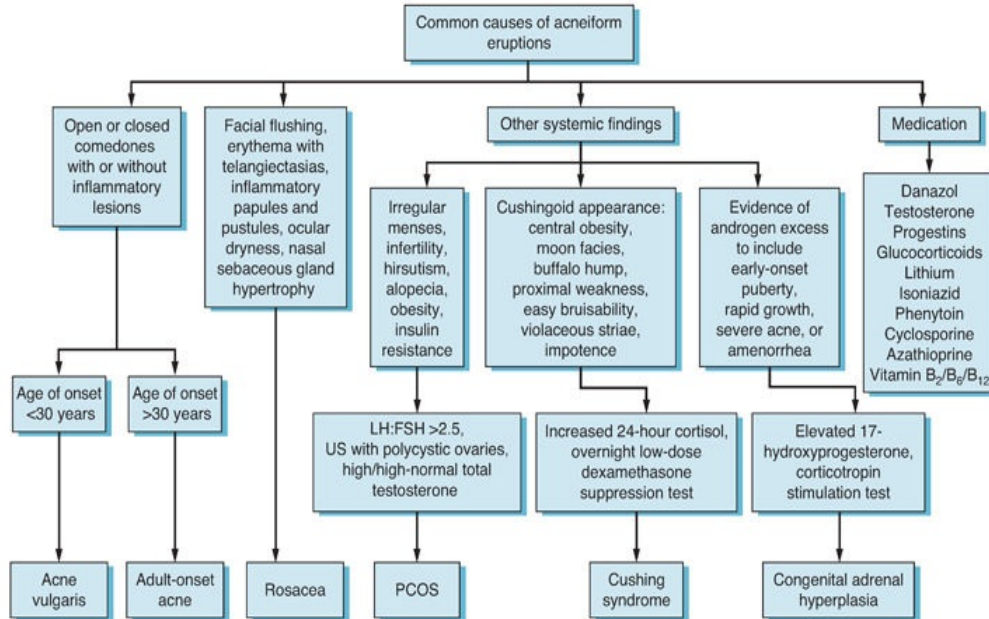 Common causes of acneiform
eruptions
Open or closed
comedones
with or without
inflammatory
lesions
Facial flushing,
erythema with
telangiectasias,
inflammatory
papules and
pustules, ocular
dryness, nasal
sebaceous gland
hypertrophy
Other systemic findings
Medication
Irregular
menses,
infertility,
hirsutism,
alopecia,
obesity,
insulin
resistance
Cushingoid appearance:
central obesity,
moon facies,
buffalo hump,
proximal weakness,
easy bruisability,
violaceous striae,
impotence
Evidence of
androgen excess
to include
early-onset
puberty,
rapid growth,
severe acne, or
amenorrhea
Danazol
Testosterone
Progestins
Glucocorticoids
Lithium
Isoniazid
Phenytoin
Cyclosporine
Azathioprine
Vitamin B₂/B₆/B₁₂
Age of onset
<30 years
Age of onset
>30 years
LH:FSH >2.5,
US with polycystic ovaries,
high/high-normal total
testosterone
Increased 24-hour cortisol,
overnight low-dose
dexamethasone
suppression test
Elevated 17-
hydroxyprogesterone,
corticotropin
stimulation test
Acne
vulgaris
Adult-onset
acne
Rosacea
PCOS
Cushing
syndrome
Congenital adrenal
hyperplasia